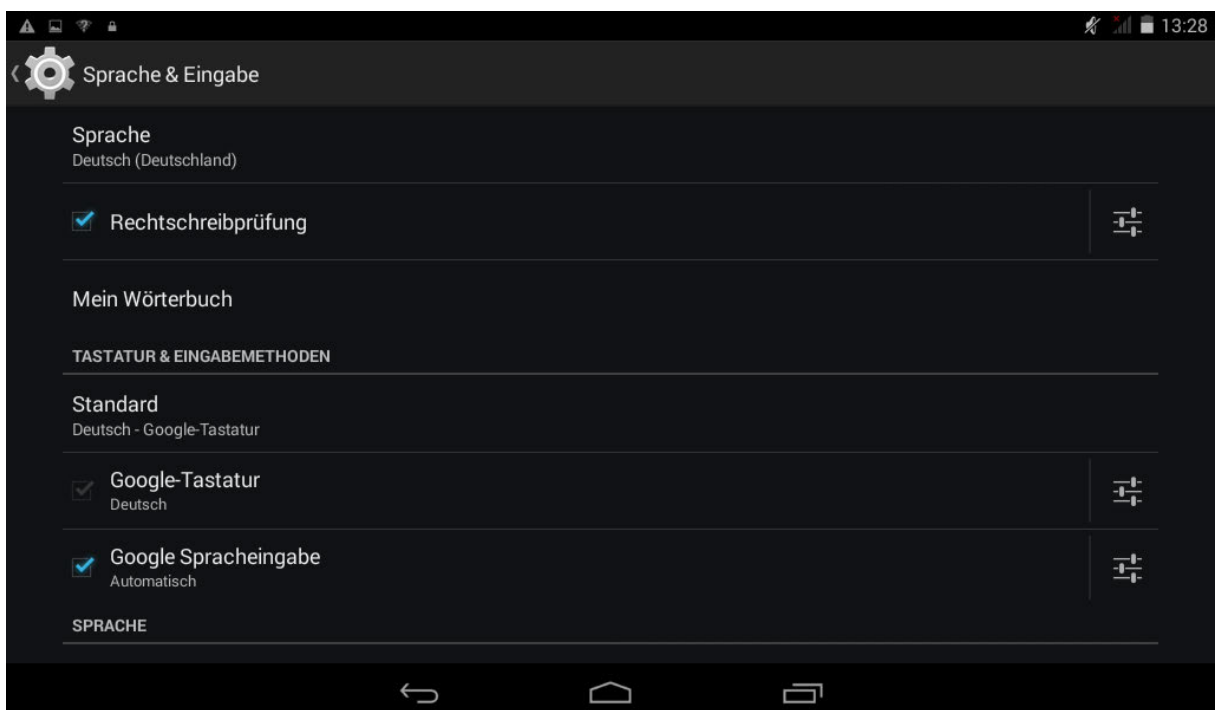 13:28
Sprache & Eingabe
Sprache
Deutsch (Deutschland)
Rechtschreibprüfung
Mein Wörterbuch
TASTATUR & EINGABEMETHODEN
Standard
Deutsch - Google-Tastatur
Google-Tastatur
Deutsch
Google Spracheingabe
Automatisch
SPRACHE